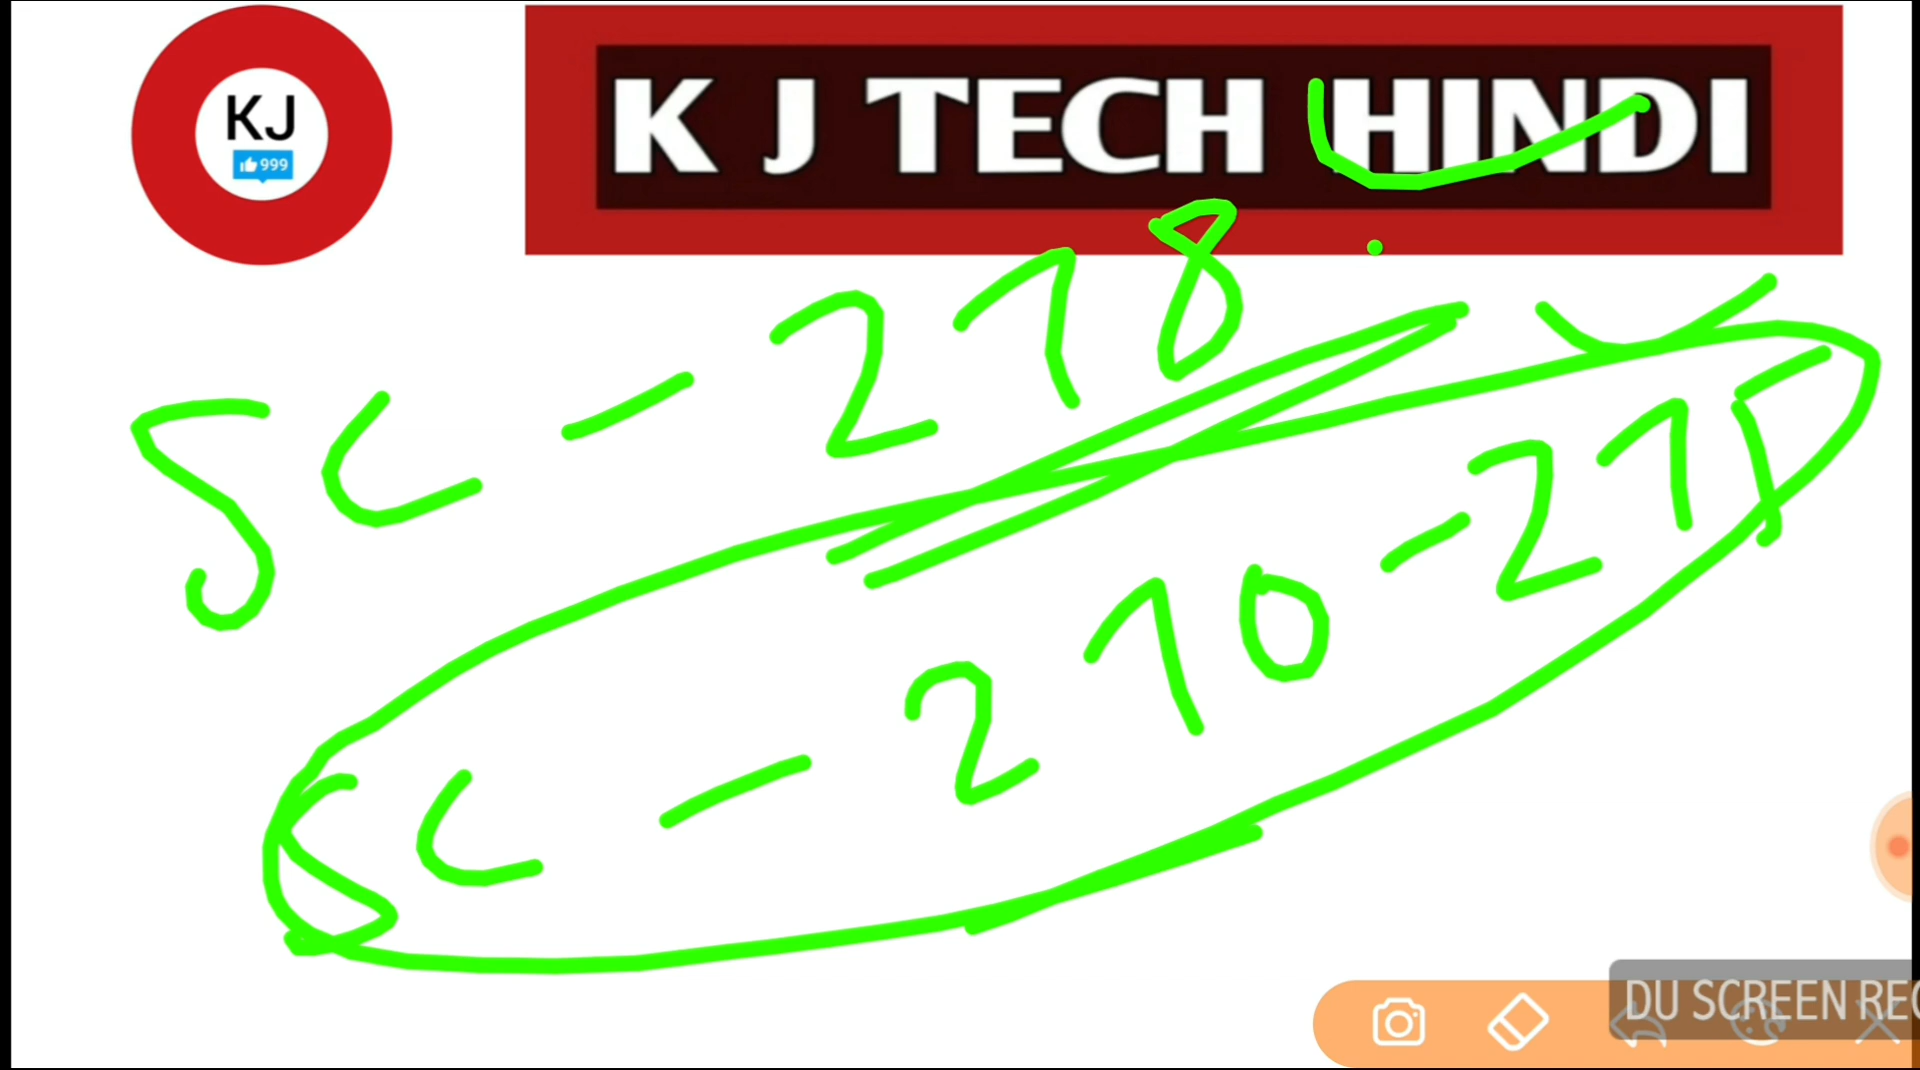 KJ
999
K J TECH HINDI
SC - 278
SC - 270 - 275
DU SCREEN REC